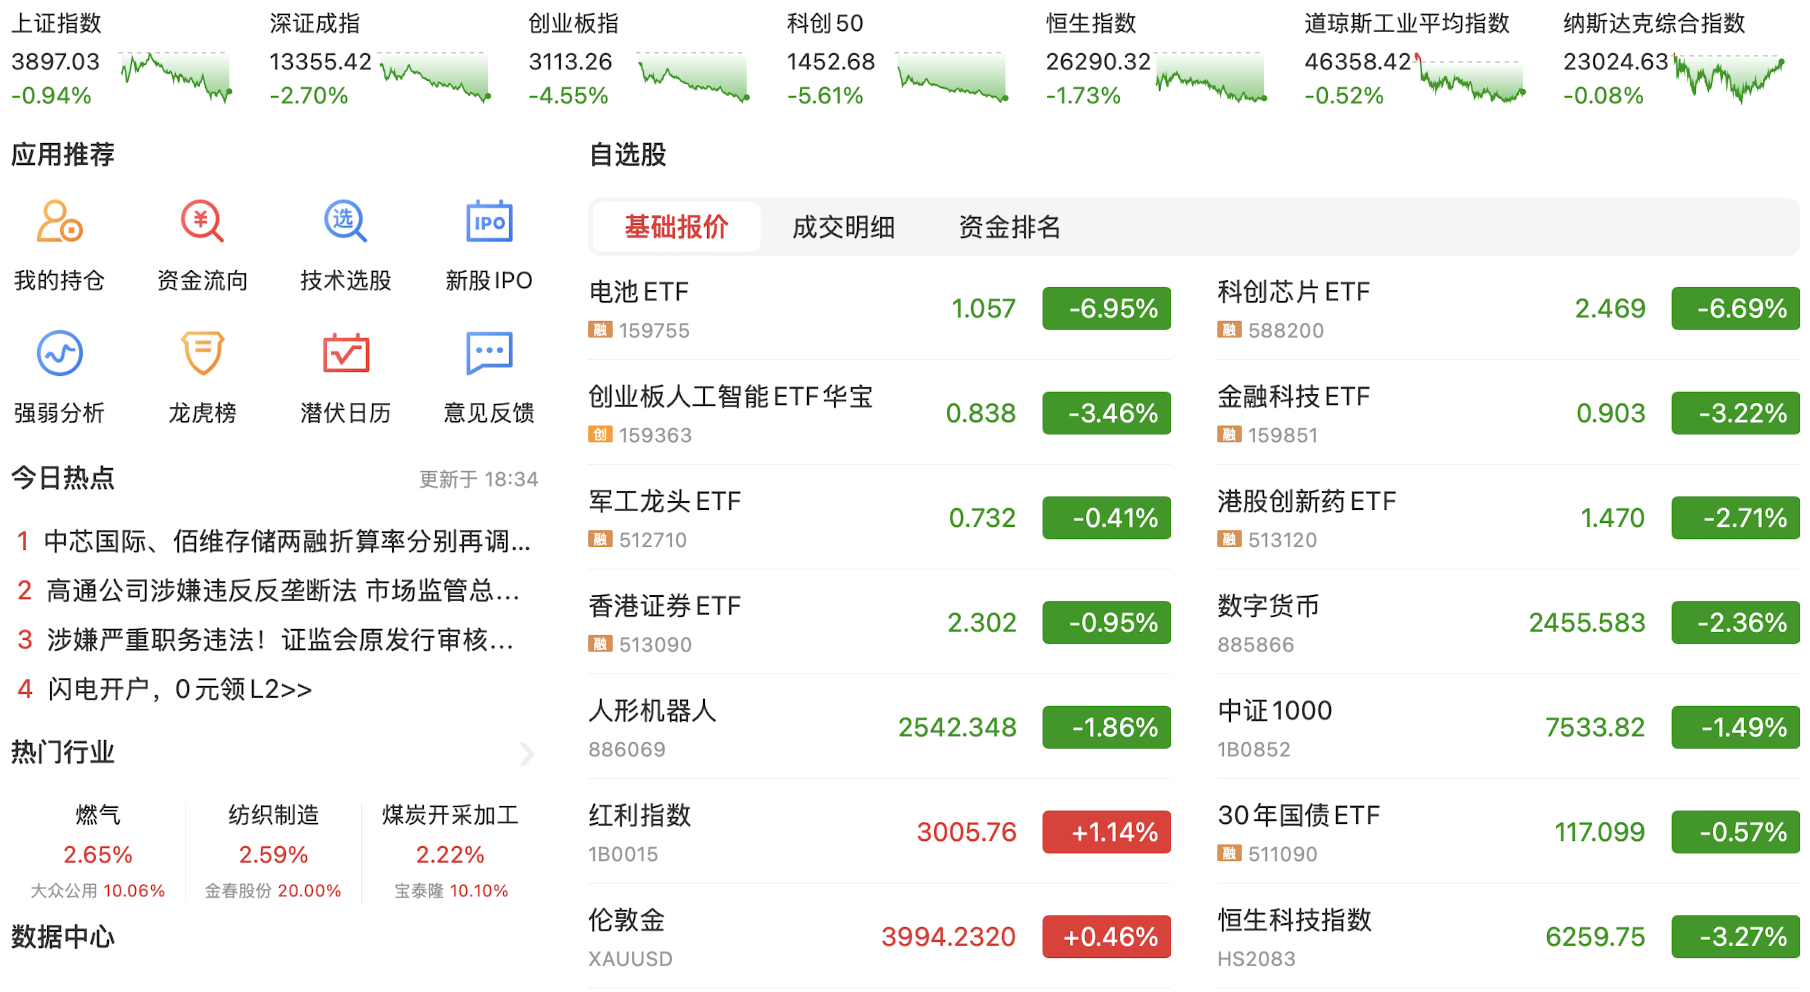 上证指数
3897.03
-0.94%
深证成指
13355.42
-2.70%
创业板指
3113.26
-4.55%
科创50
1452.68
-5.61%
恒生指数
26290.32
-1.73%
道琼斯工业平均指数
46358.42
-0.52%
纳斯达克综合指数
23024.63
-0.08%
应用推荐
¥
选
IPO
我的持仓
资金流向
技术选股
新股IPO
强弱分析
龙虎榜
潜伏日历
意见反馈
今日热点
更新于 18:34
1 中芯国际、佰维存储两融折算率分别再调...
2 高通公司涉嫌违反反垄断法 市场监管总...
3 涉嫌严重职务违法！证监会原发行审核...
4 闪电开户，0元领L2>>
热门行业
燃气
2.65%
大众公用 10.06%
纺织制造
2.59%
金春股份 20.00%
煤炭开采加工
2.22%
宝泰隆 10.10%
数据中心
自选股
基础报价
成交明细
资金排名
电池ETF
融 159755
1.057
-6.95%
科创芯片ETF
融 588200
2.469
-6.69%
创业板人工智能ETF华宝
创 159363
0.838
-3.46%
金融科技ETF
融 159851
0.903
-3.22%
军工龙头ETF
融 512710
0.732
-0.41%
港股创新药ETF
融 513120
1.470
-2.71%
香港证券ETF
融 513090
2.302
-0.95%
数字货币
885866
2455.583
-2.36%
人形机器人
886069
2542.348
-1.86%
中证1000
1B0852
7533.82
-1.49%
红利指数
1B0015
3005.76
+1.14%
30年国债ETF
融 511090
117.099
-0.57%
伦敦金
XAUUSD
3994.2320
+0.46%
恒生科技指数
HS2083
6259.75
-3.27%